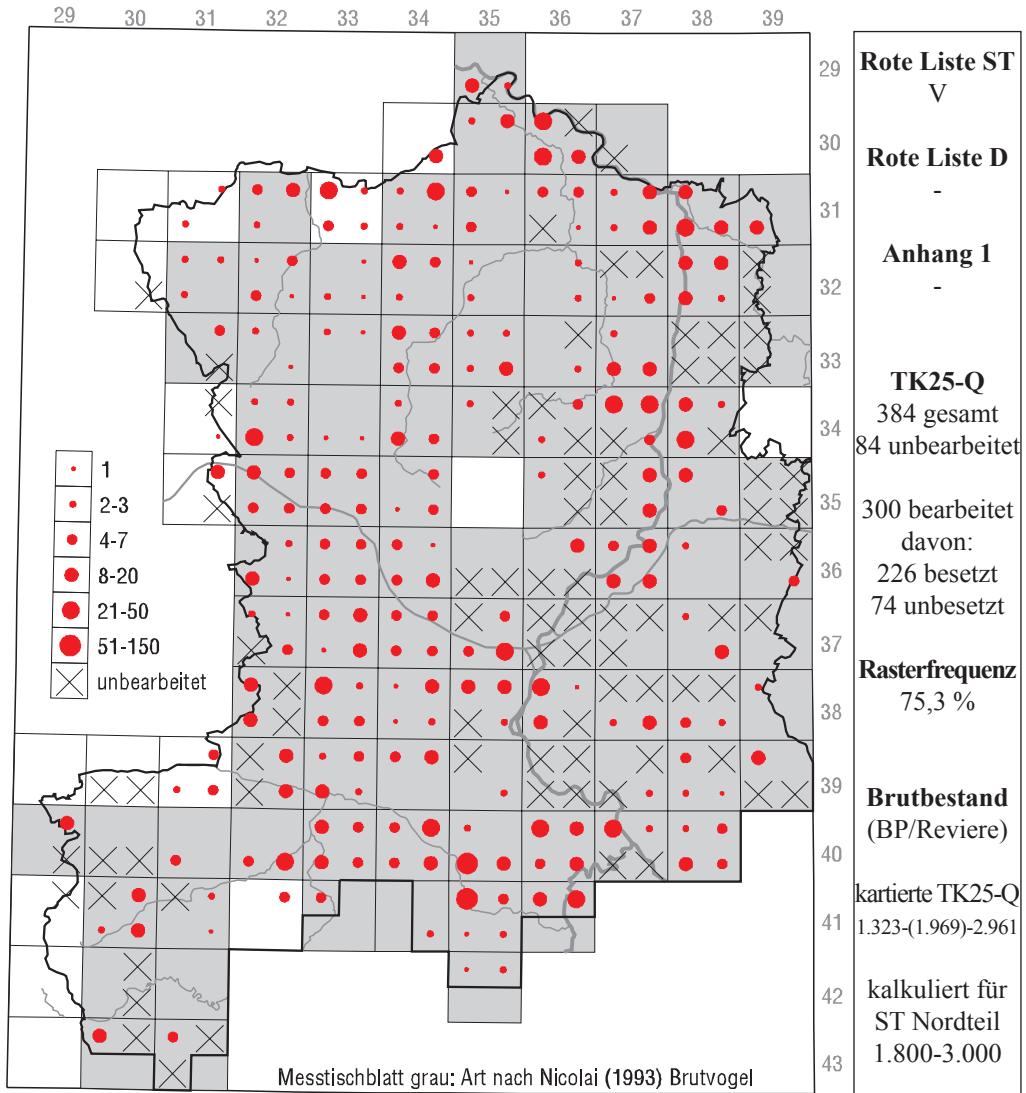 29 30 31 32 33 34 35 36 37 38 39
29
30
31
32
33
34
35
36
37
38
39
40
41
42
43
1
2-3
4-7
8-20
21-50
51-150
unbearbeitet
Messtischblatt grau: Art nach Nicolai (1993) Brutvogel
Rote Liste ST
V
Rote Liste D
-
Anhang 1
-
TK25-Q
384 gesamt
84 unbearbeitet
300 bearbeitet
davon:
226 besetzt
74 unbesetzt
Rasterfrequenz
75,3 %
Brutbestand
(BP/Reviere)
kartierte TK25-Q
1.323-(1.969)-2.961
kalkuliert für
ST Nordteil
1.800-3.000